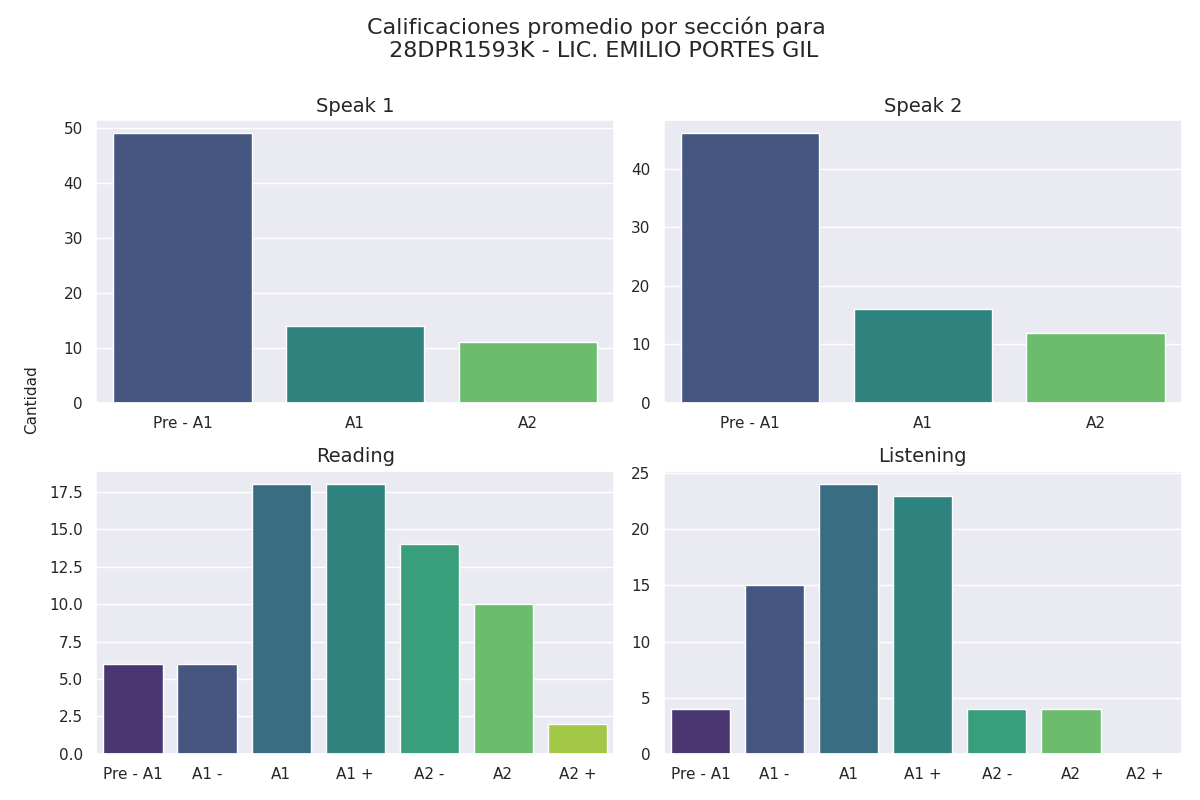 Calificaciones promedio por sección para
28DPR1593K - LIC. EMILIO PORTES GIL
Cantidad
Speak 1
50
40
30
20
10
0
Pre - A1 A1 A2
Speak 2
40
30
20
10
0
Pre - A1 A1 A2
Reading
17.5
15.0
12.5
10.0
7.5
5.0
2.5
0.0
Pre - A1 A1 - A1 A1 + A2 - A2 A2 +
Listening
25
20
15
10
5
0
Pre - A1 A1 - A1 A1 + A2 - A2 A2 +